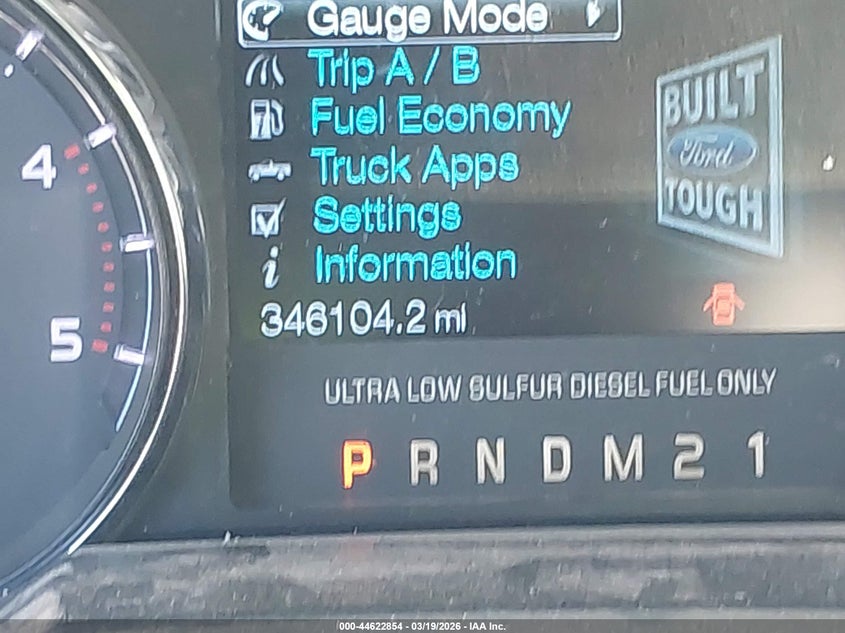 Gauge Mode
Trip A / B
Fuel Economy
Truck Apps
Settings
Information
346104.2 mi
BUILT
Ford
TOUGH
4
5
ULTRA LOW SULFUR DIESEL FUEL ONLY
P R N D M 2 1
000-44622854 - 03/19/2026 - IAA Inc.